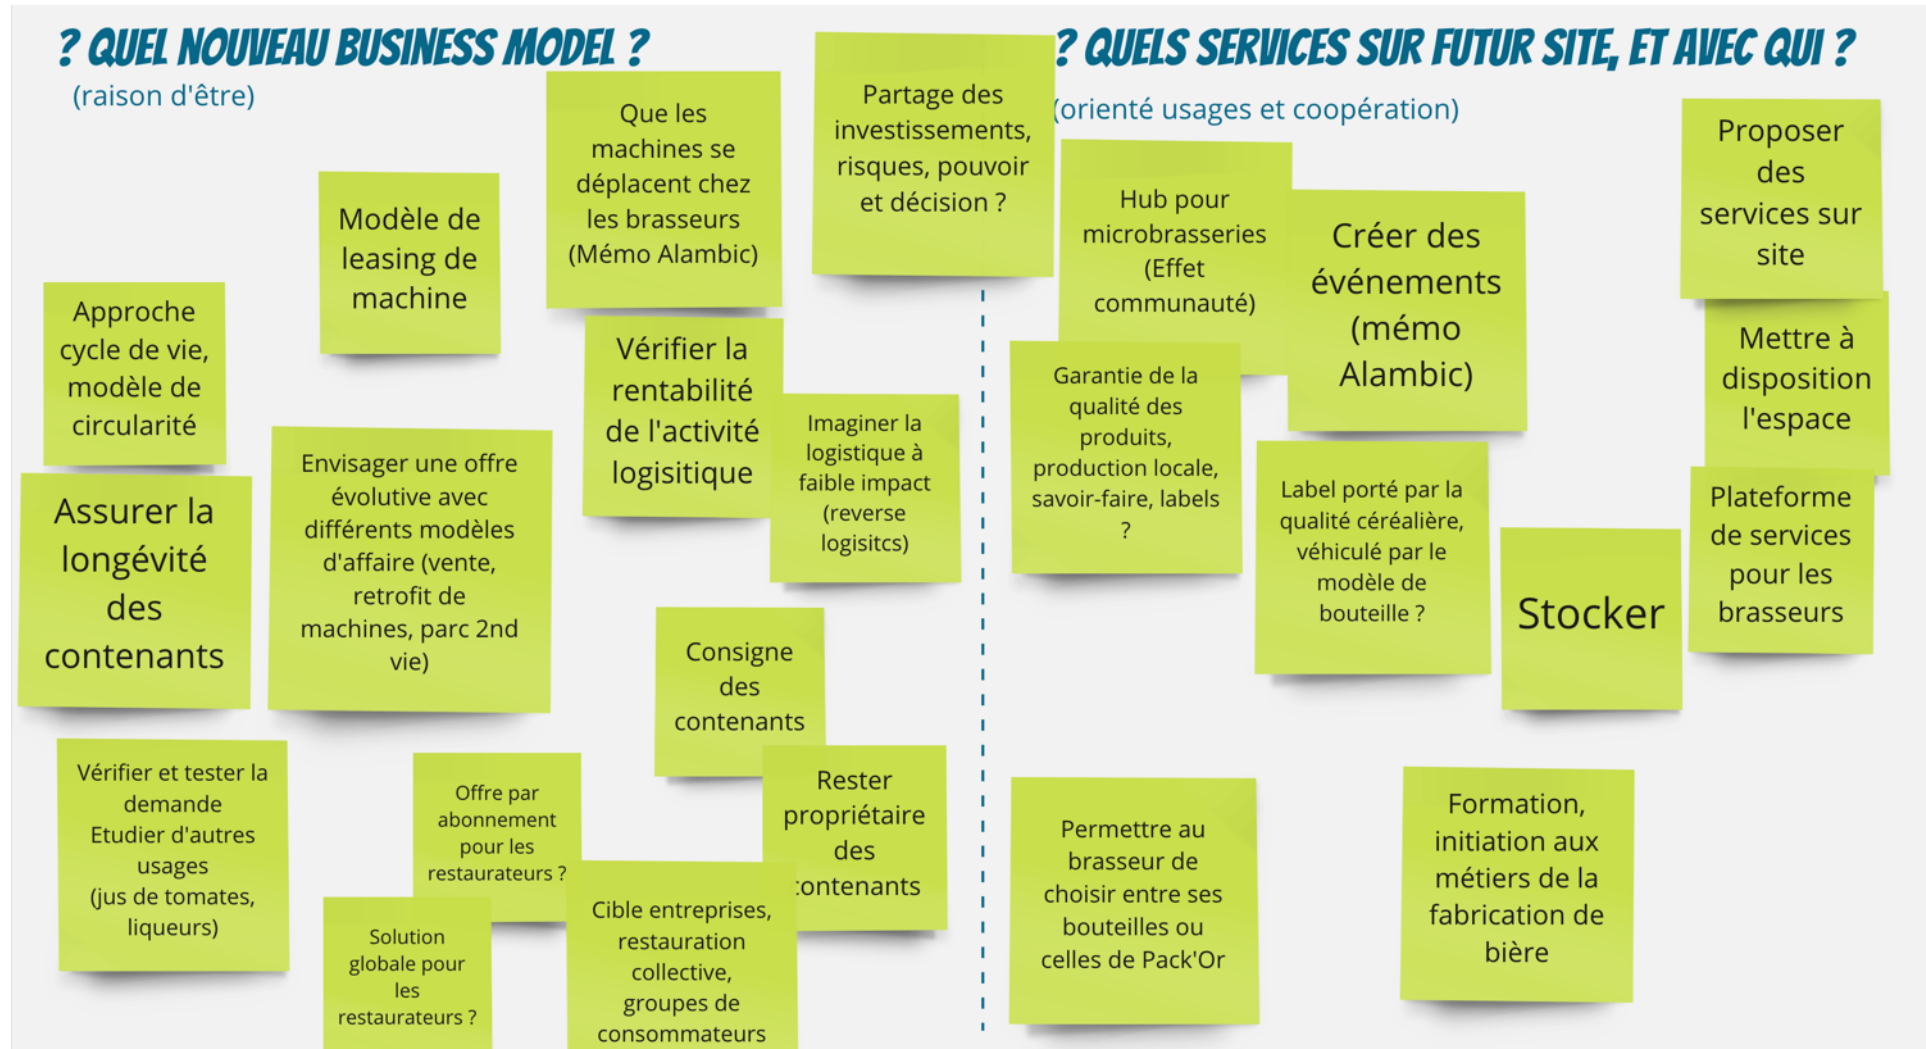 ? QUEL NOUVEAU BUSINESS MODEL ?
(raison d'être)
Que les
machines se
déplacent chez
les brasseurs
(Mémo Alambic)
Partage des
investissements,
risques, pouvoir
et décision ?
Modèle de
leasing de
machine
Approche
cycle de vie,
modèle de
circularité
Vérifier la
rentabilité
de l'activité
logisitique
Imaginer la
logistique à
faible impact
(reverse
logisitcs)
Assurer la
longévité
des
contenants
Envisager une offre
évolutive avec
différents modèles
d'affaire (vente,
retrofit de
machines, parc 2nd
vie)
Consigne
des
contenants
Rester
propriétaire
des
contenants
Vérifier et tester la
demande
Etudier d'autres
usages
(jus de tomates,
liqueurs)
Offre par
abonnement
pour les
restaurateurs ?
Solution
globale pour
les
restaurateurs ?
Cible entreprises,
restauration
collective,
groupes de
consommateurs
? QUELS SERVICES SUR FUTUR SITE, ET AVEC QUI ?
(orienté usages et coopération)
Hub pour
microbrasseries
(Effet
communauté)
Créer des
événements
(mémo
Alambic)
Proposer
des
services sur
site
Mettre à
disposition
l'espace
Garantie de la
qualité des
produits,
production locale,
savoir-faire, labels
?
Label porté par la
qualité céréalière,
véhiculé par le
modèle de
bouteille ?
Stocker
Plateforme
de services
pour les
brasseurs
Permettre au
brasseur de
choisir entre ses
bouteilles ou
celles de Pack'Or
Formation,
initiation aux
métiers de la
fabrication de
bière